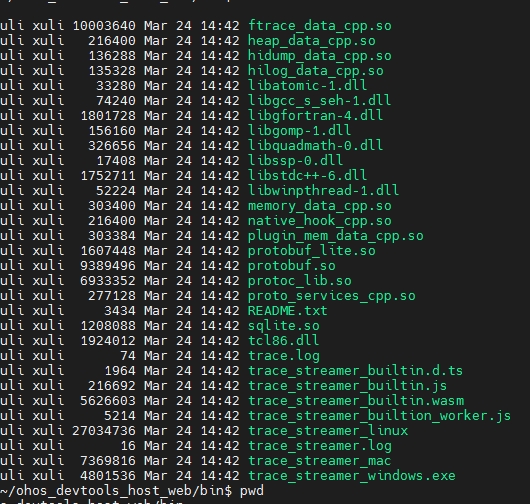 uli xuli 10003640 Mar 24 14:42 ftrace_data_cpp.so
uli xuli 216400 Mar 24 14:42 heap_data_cpp.so
uli xuli 136288 Mar 24 14:42 hidump_data_cpp.so
uli xuli 135328 Mar 24 14:42 hilog_data_cpp.so
uli xuli 33280 Mar 24 14:42 libatomic-1.dll
uli xuli 74240 Mar 24 14:42 libgcc_s_seh-1.dll
uli xuli 1801728 Mar 24 14:42 libgfortran-4.dll
uli xuli 156160 Mar 24 14:42 libgomp-1.dll
uli xuli 326656 Mar 24 14:42 libquadmath-0.dll
uli xuli 17408 Mar 24 14:42 libssp-0.dll
uli xuli 1752711 Mar 24 14:42 libstdc++-6.dll
uli xuli 52224 Mar 24 14:42 libwinpthread-1.dll
uli xuli 303400 Mar 24 14:42 memory_data_cpp.so
uli xuli 216400 Mar 24 14:42 native_hook_cpp.so
uli xuli 303384 Mar 24 14:42 plugin_mem_data_cpp.so
uli xuli 1607448 Mar 24 14:42 protobuf_lite.so
uli xuli 9389496 Mar 24 14:42 protobuf.so
uli xuli 6933352 Mar 24 14:42 protoc_lib.so
uli xuli 277128 Mar 24 14:42 proto_services_cpp.so
uli xuli 3434 Mar 24 14:42 README.txt
uli xuli 1208088 Mar 24 14:42 sqlite.so
uli xuli 1924012 Mar 24 14:42 tcl86.dll
uli xuli 74 Mar 24 14:42 trace.log
uli xuli 1964 Mar 24 14:42 trace_streamer_builtin.d.ts
uli xuli 216692 Mar 24 14:42 trace_streamer_builtin.js
uli xuli 5626603 Mar 24 14:42 trace_streamer_builtin.wasm
uli xuli 5214 Mar 24 14:42 trace_streamer_builtion_worker.js
uli xuli 27034736 Mar 24 14:42 trace_streamer_linux
uli xuli 16 Mar 24 14:42 trace_streamer.log
uli xuli 7369816 Mar 24 14:42 trace_streamer_mac
uli xuli 4801536 Mar 24 14:42 trace_streamer_windows.exe
~/ohos_devtools_host_web/bin$ pwd